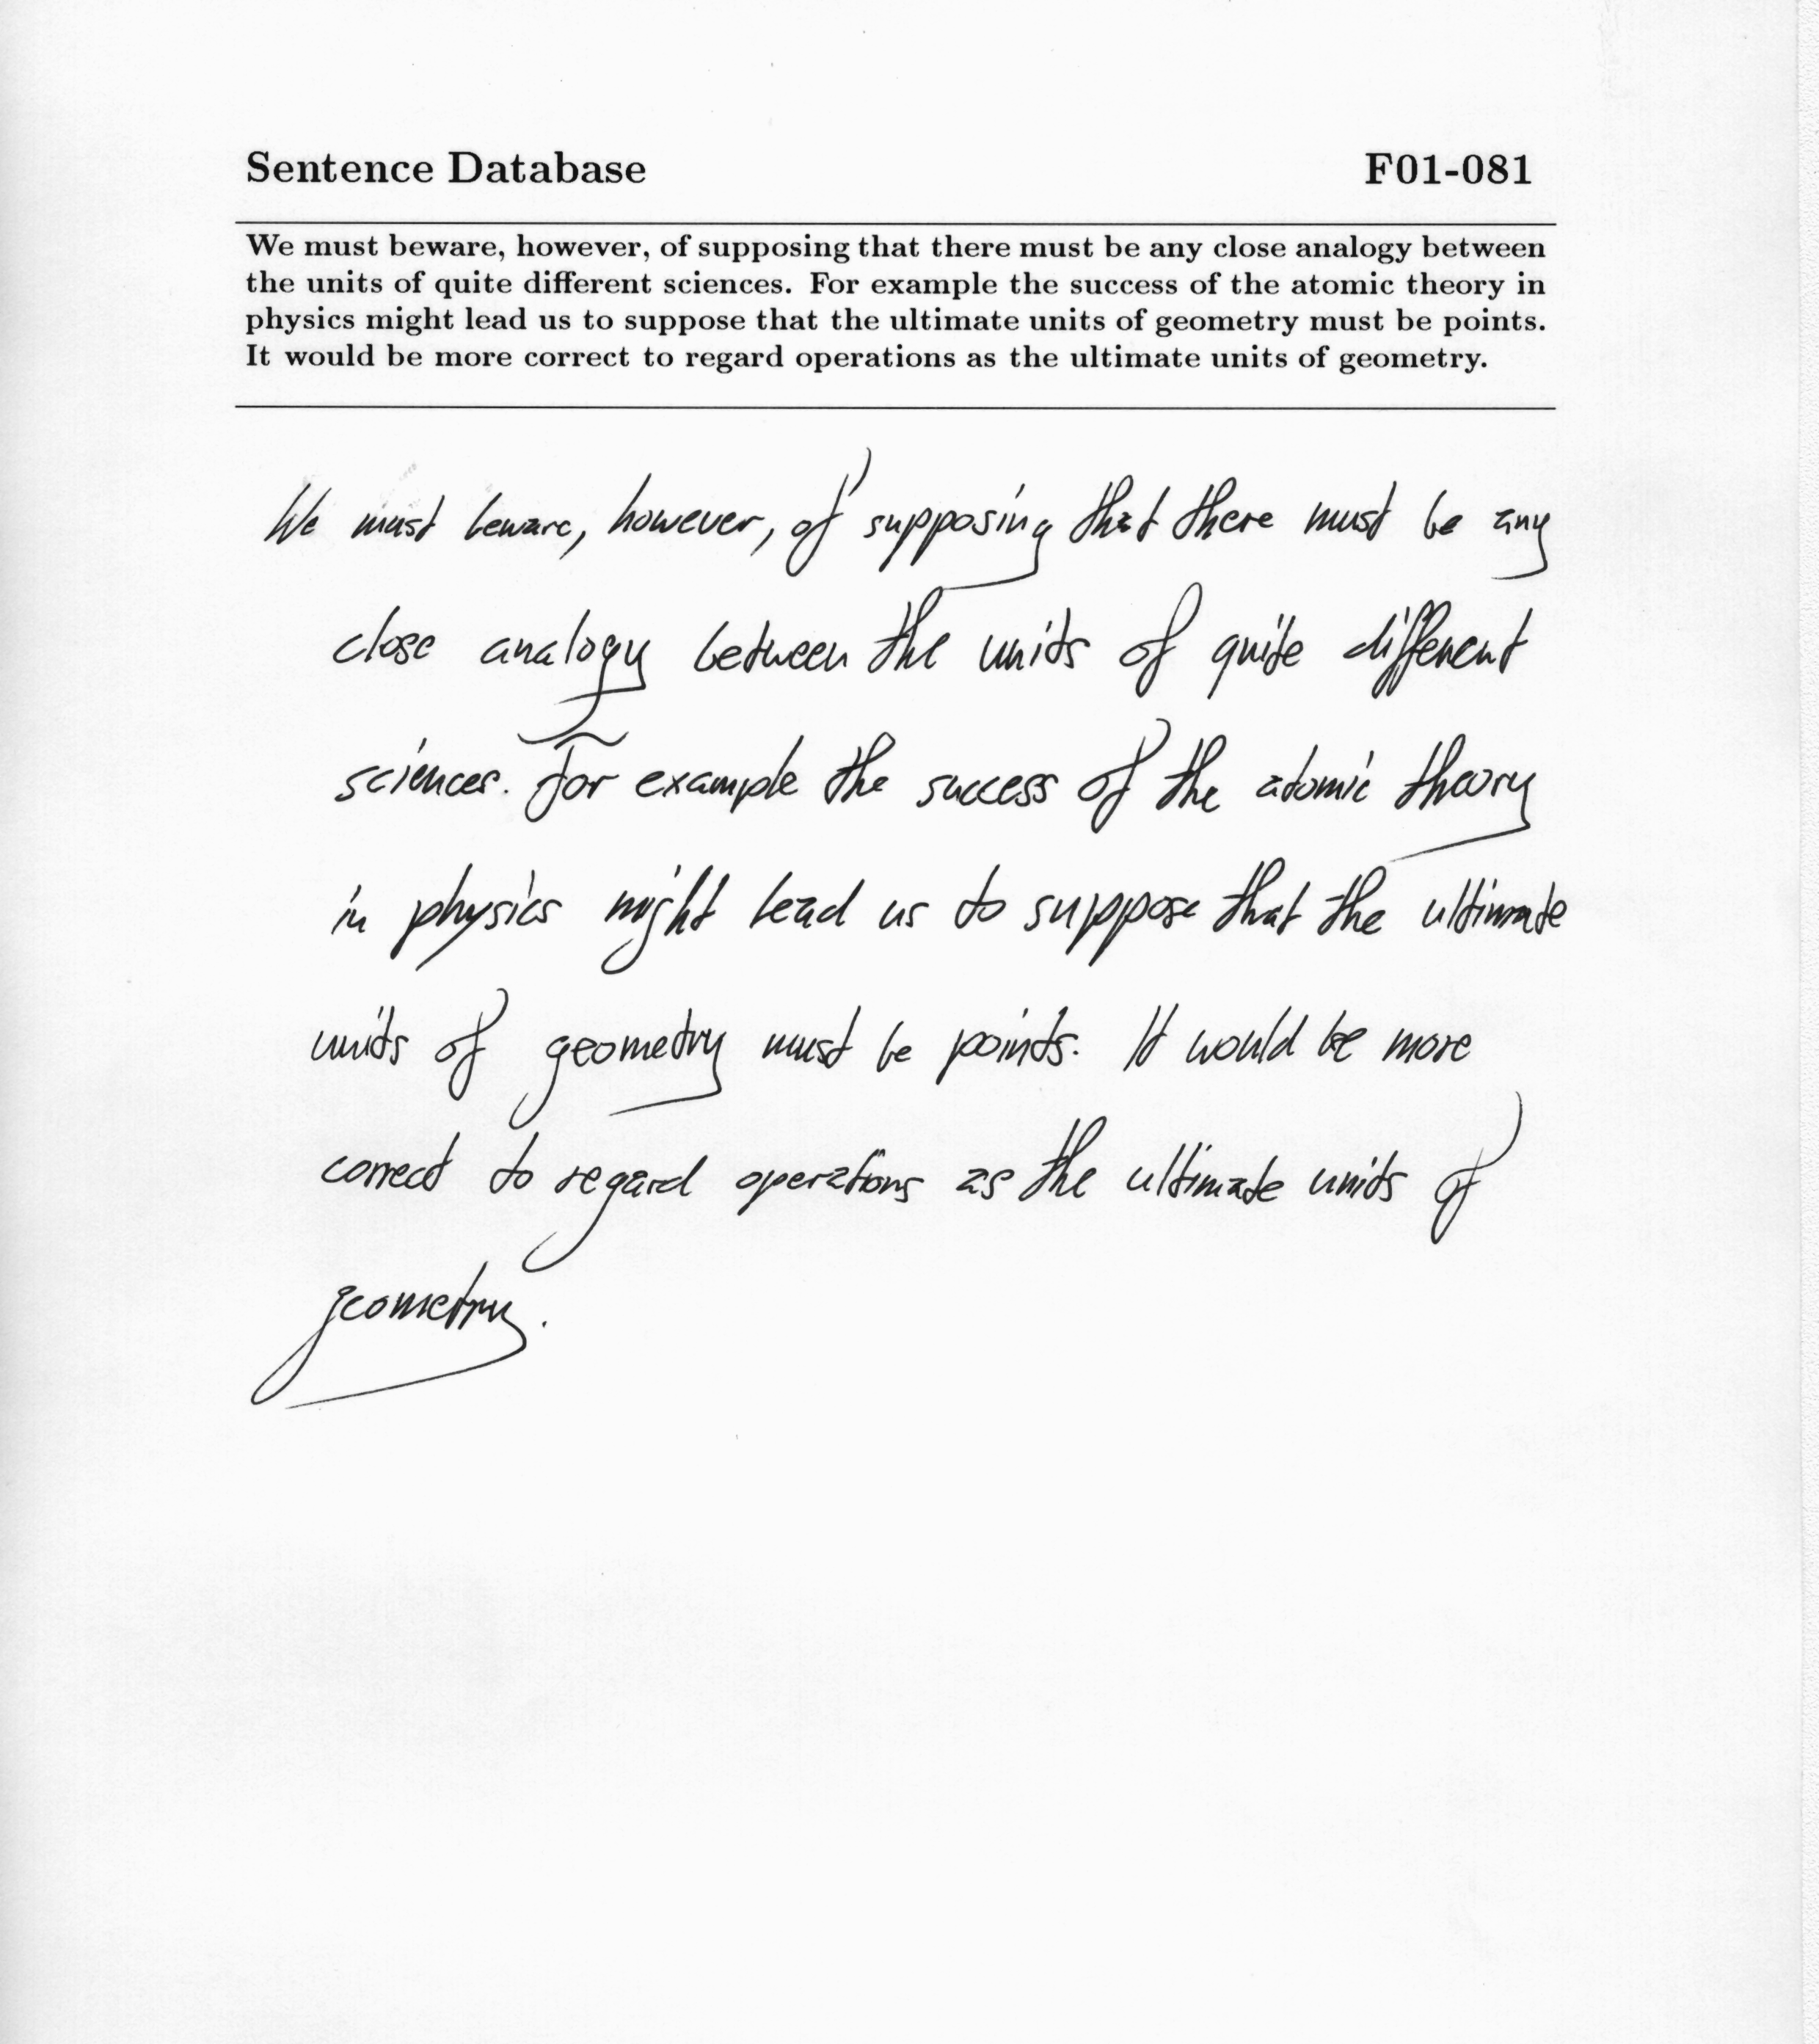 Sentence Database F01-081
We must beware, however, of supposing that there must be any close analogy between
the units of quite different sciences. For example the success of the atomic theory in
physics might lead us to suppose that the ultimate units of geometry must be points.
It would be more correct to regard operations as the ultimate units of geometry.
We must beware, however, of supposing that there must be any
close analogy between the units of quite different
sciences. For example the success of the atomic theory
in physics might lead us to suppose that the ultimate
units of geometry must be points. It would be more
correct to regard operations as the ultimate units of
geometry.